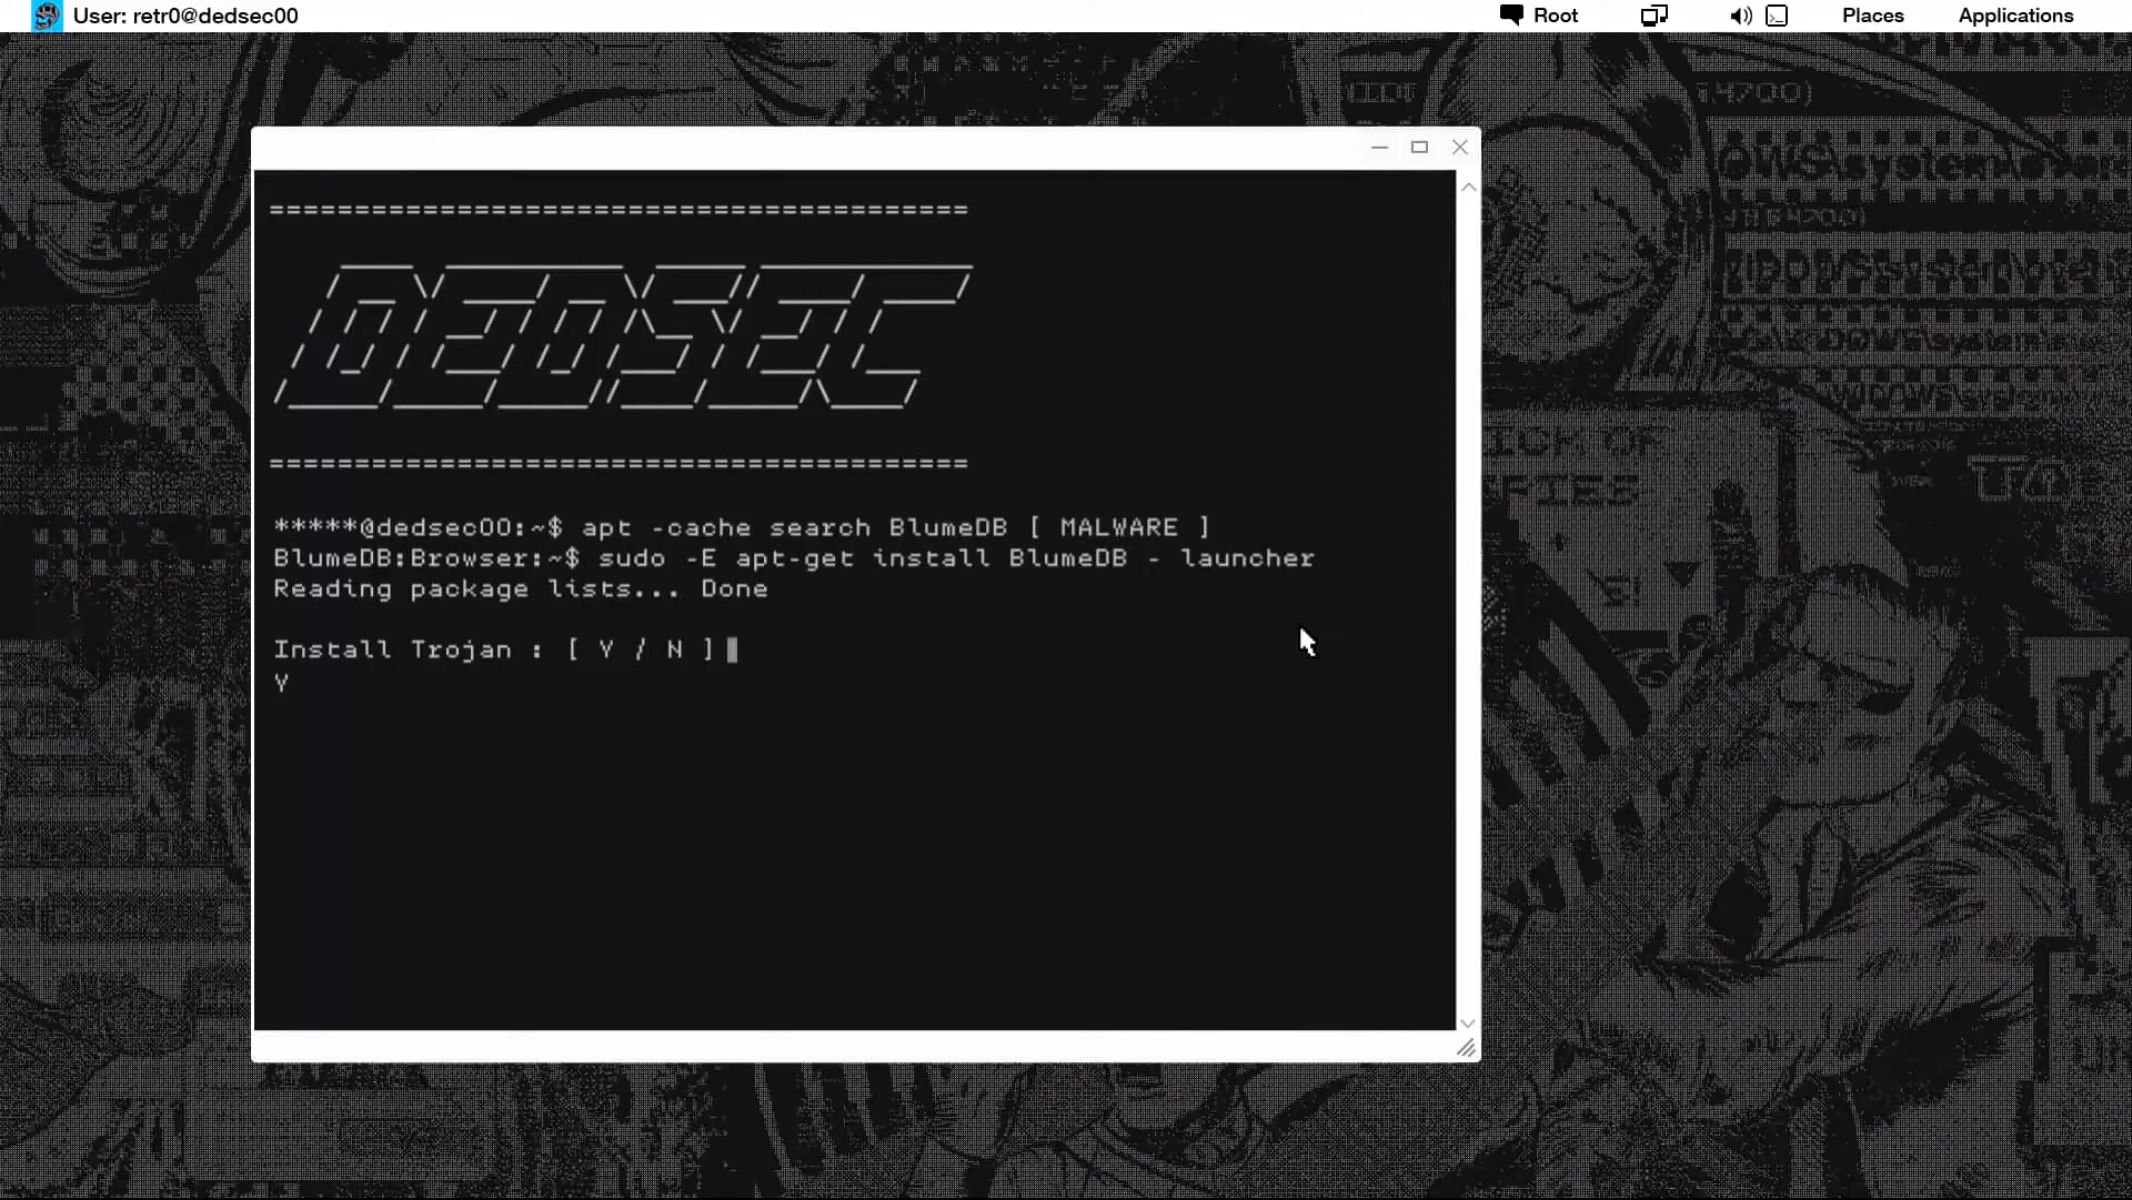 User: retr0@dedsec00
Root
Places
Applications
=========================================
DEDSEC
=========================================
*****@dedsec00:~$ apt -cache search BlumeDB [ MALWARE ]
BlumeDB:Browser:~$ sudo -E apt-get install BlumeDB - launcher
Reading package lists... Done
Install Trojan : [ Y / N ]
Y